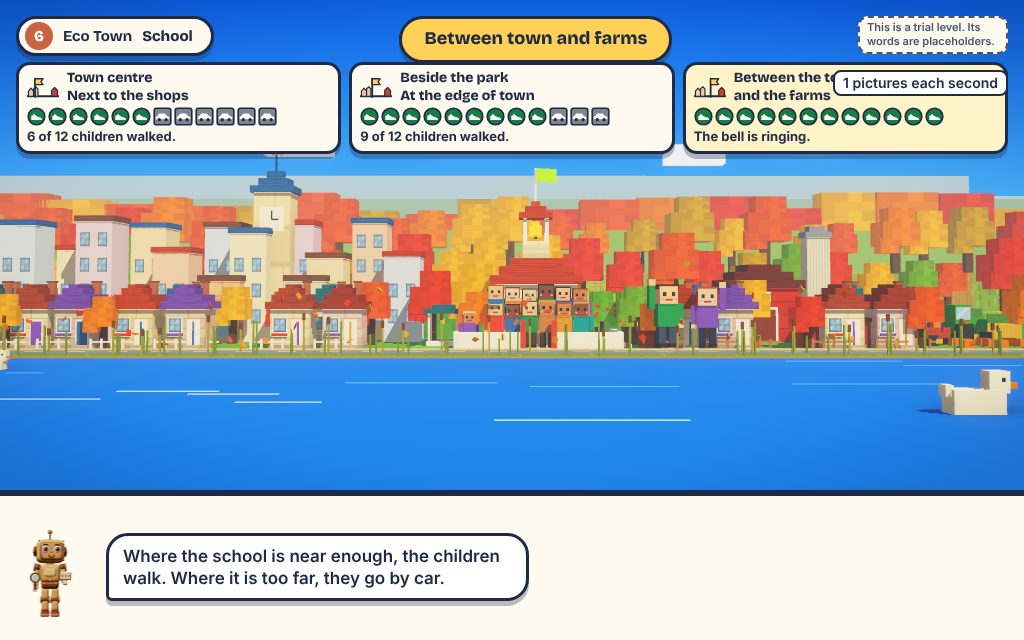 6 Eco Town School
Between town and farms
This is a trial level. Its
words are placeholders.
Town centre
Next to the shops
6 of 12 children walked.
Beside the park
At the edge of town
9 of 12 children walked.
Between the
and the farms
1 pictures each second
The bell is ringing.
Where the school is near enough, the children
walk. Where it is too far, they go by car.